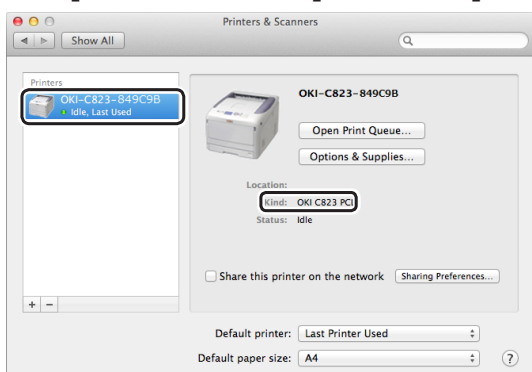 Printers & Scanners
Show All
Printers
OKI-C823-849C9B
Idle, Last Used
OKI-C823-849C9B
Open Print Queue...
Options & Supplies...
Location:
Kind: OKI C823 PCL
Status: Idle
Share this printer on the network Sharing Preferences...
+ −
Default printer: Last Printer Used
Default paper size: A4 ?